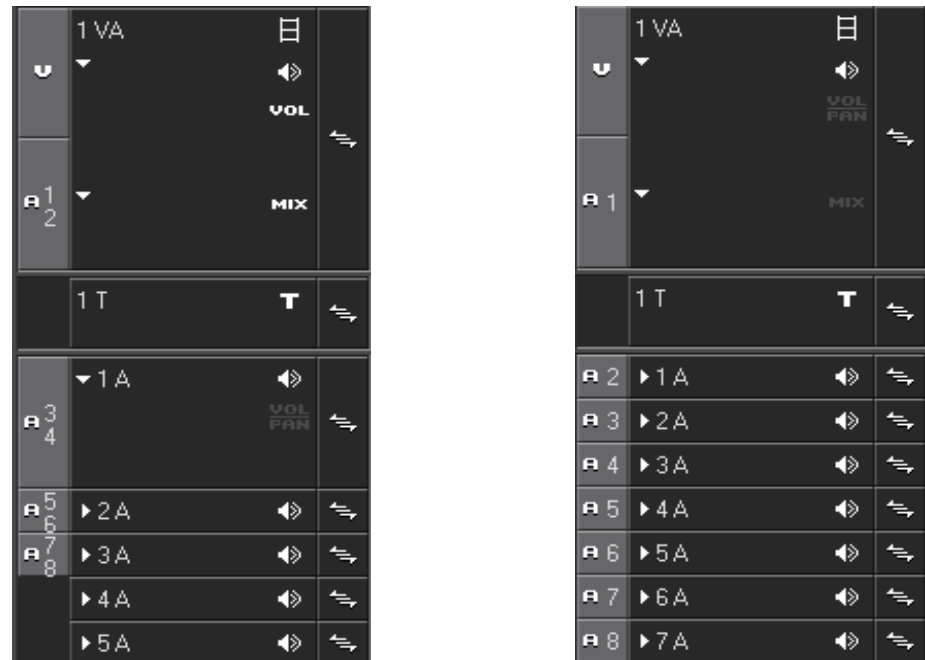 1 VA
V
VOL
A 1 2
MIX
1 T
T
1 A
VOL
PAN
A 3 4
A 5 6
2 A
A 7 8
3 A
4 A
5 A
1 VA
V
VOL
PAN
A 1
MIX
1 T
T
A 2
1 A
A 3
2 A
A 4
3 A
A 5
4 A
A 6
5 A
A 7
6 A
A 8
7 A